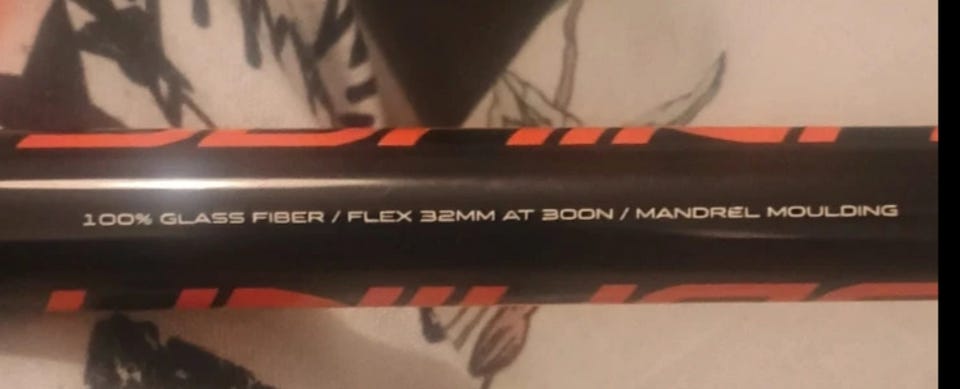 100% GLASS FIBER / FLEX 32MM AT 300N / MANDREL MOULDING